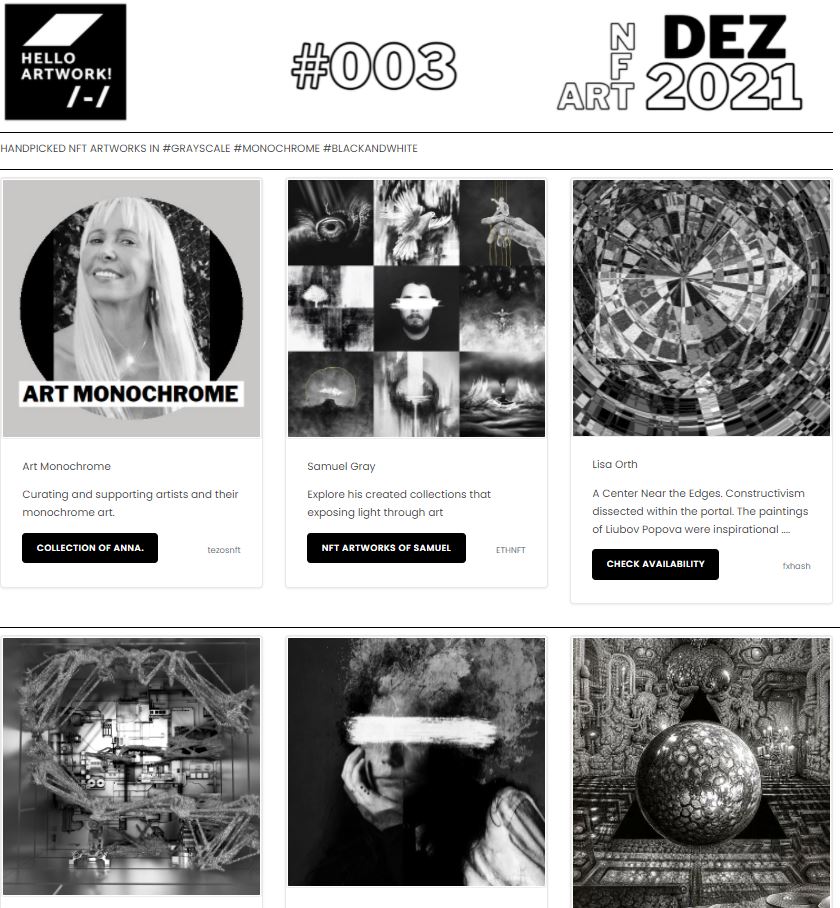 HELLO
ARTWORK!
/-/
#003
NFT
ART
DEZ
2021
HANDPICKED NFT ARTWORKS IN #GRAYSCALE #MONOCHROME #BLACKANDWHITE
ART MONOCHROME
Art Monochrome
Curating and supporting artists and their
monochrome art.
COLLECTION OF ANNA.
tezosnft
Samuel Gray
Explore his created collections that
exposing light through art
NFT ARTWORKS OF SAMUEL
ETHNFT
Lisa Orth
A Center Near the Edges. Constructivism
dissected within the portal. The paintings
of Liubov Popova were inspirational ....
CHECK AVAILABILITY
fxhash